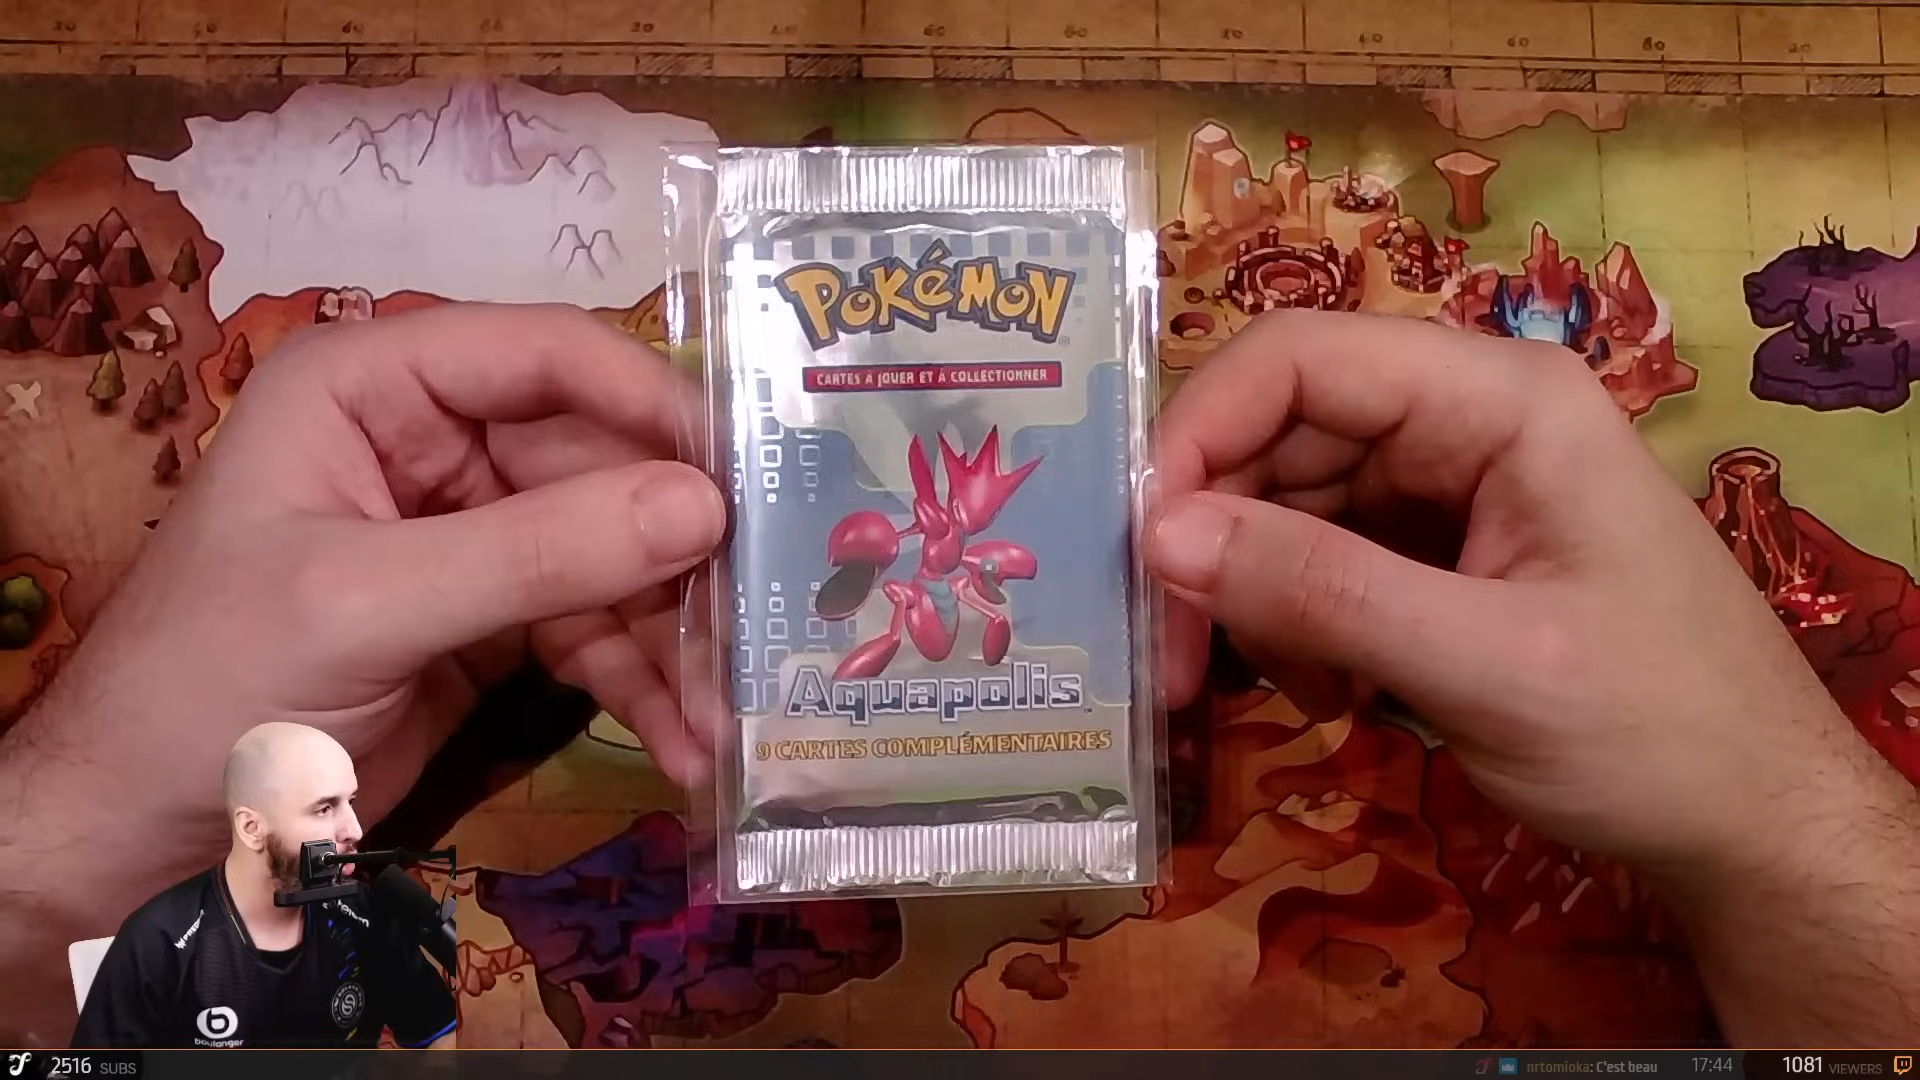 POKéMON
CARTES À JOUER ET À COLLECTIONNER
Aquapolis
9 CARTES COMPLÉMENTAIRES
boulanger
2516 SUBS
nrtomioka: C'est beau
17:44
1081 VIEWERS